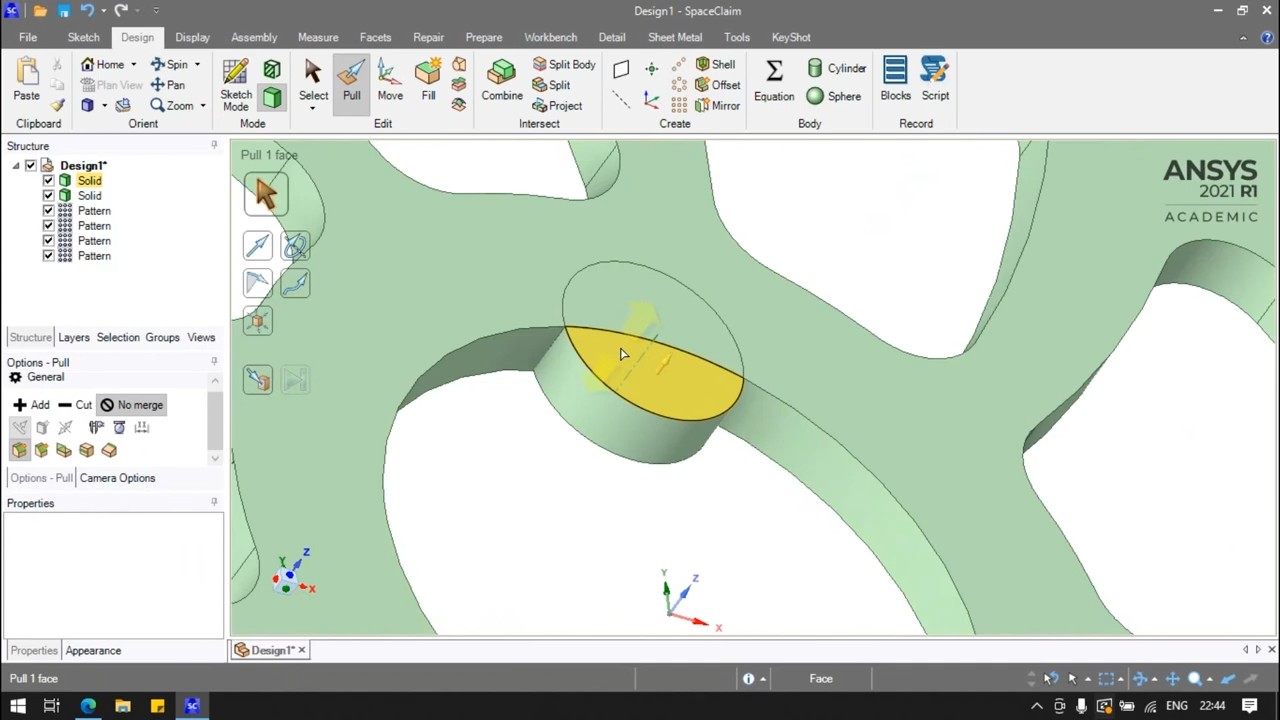 Design1 - SpaceClaim
File Sketch Design Display Assembly Measure Facets Repair Prepare Workbench Detail Sheet Metal Tools KeyShot
Home Spin Split Body Shell Cylinder
Plan View Pan Split Offset
Paste Zoom Sketch Mode Select Pull Move Fill Combine Project Mirror Equation Sphere Blocks Script
Clipboard Orient Mode Edit Intersect Create Body Record
Structure
Design1*
Solid
Solid
Pattern
Pattern
Pattern
Pattern
Structure Layers Selection Groups Views
Options - Pull
General
Add Cut No merge
Options - Pull Camera Options
Properties
Properties Appearance
Pull 1 face
ANSYS
2021 R1
ACADEMIC
Y Z X
Y Z X
Design1*
Pull 1 face Face
ENG 22:44